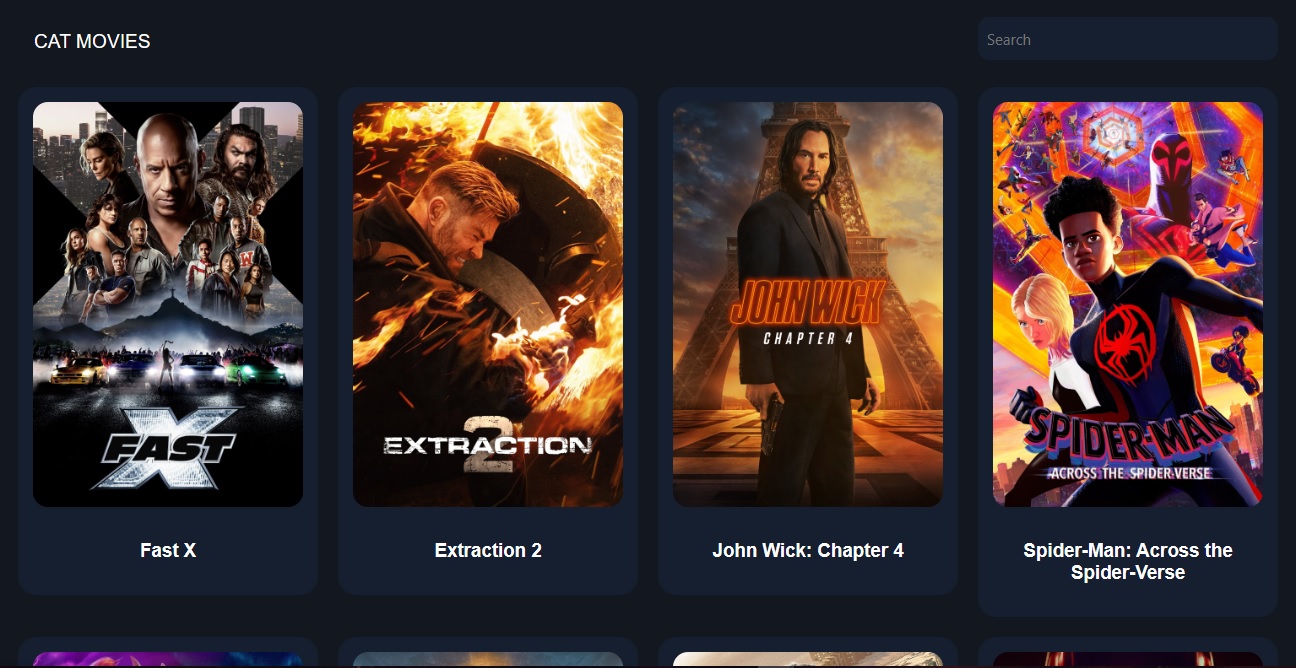 CAT MOVIES
Search
FAST X
EXTRACTION 2
JOHN WICK
CHAPTER 4
SPIDER-MAN
ACROSS THE SPIDER-VERSE
Fast X
Extraction 2
John Wick: Chapter 4
Spider-Man: Across the
Spider-Verse